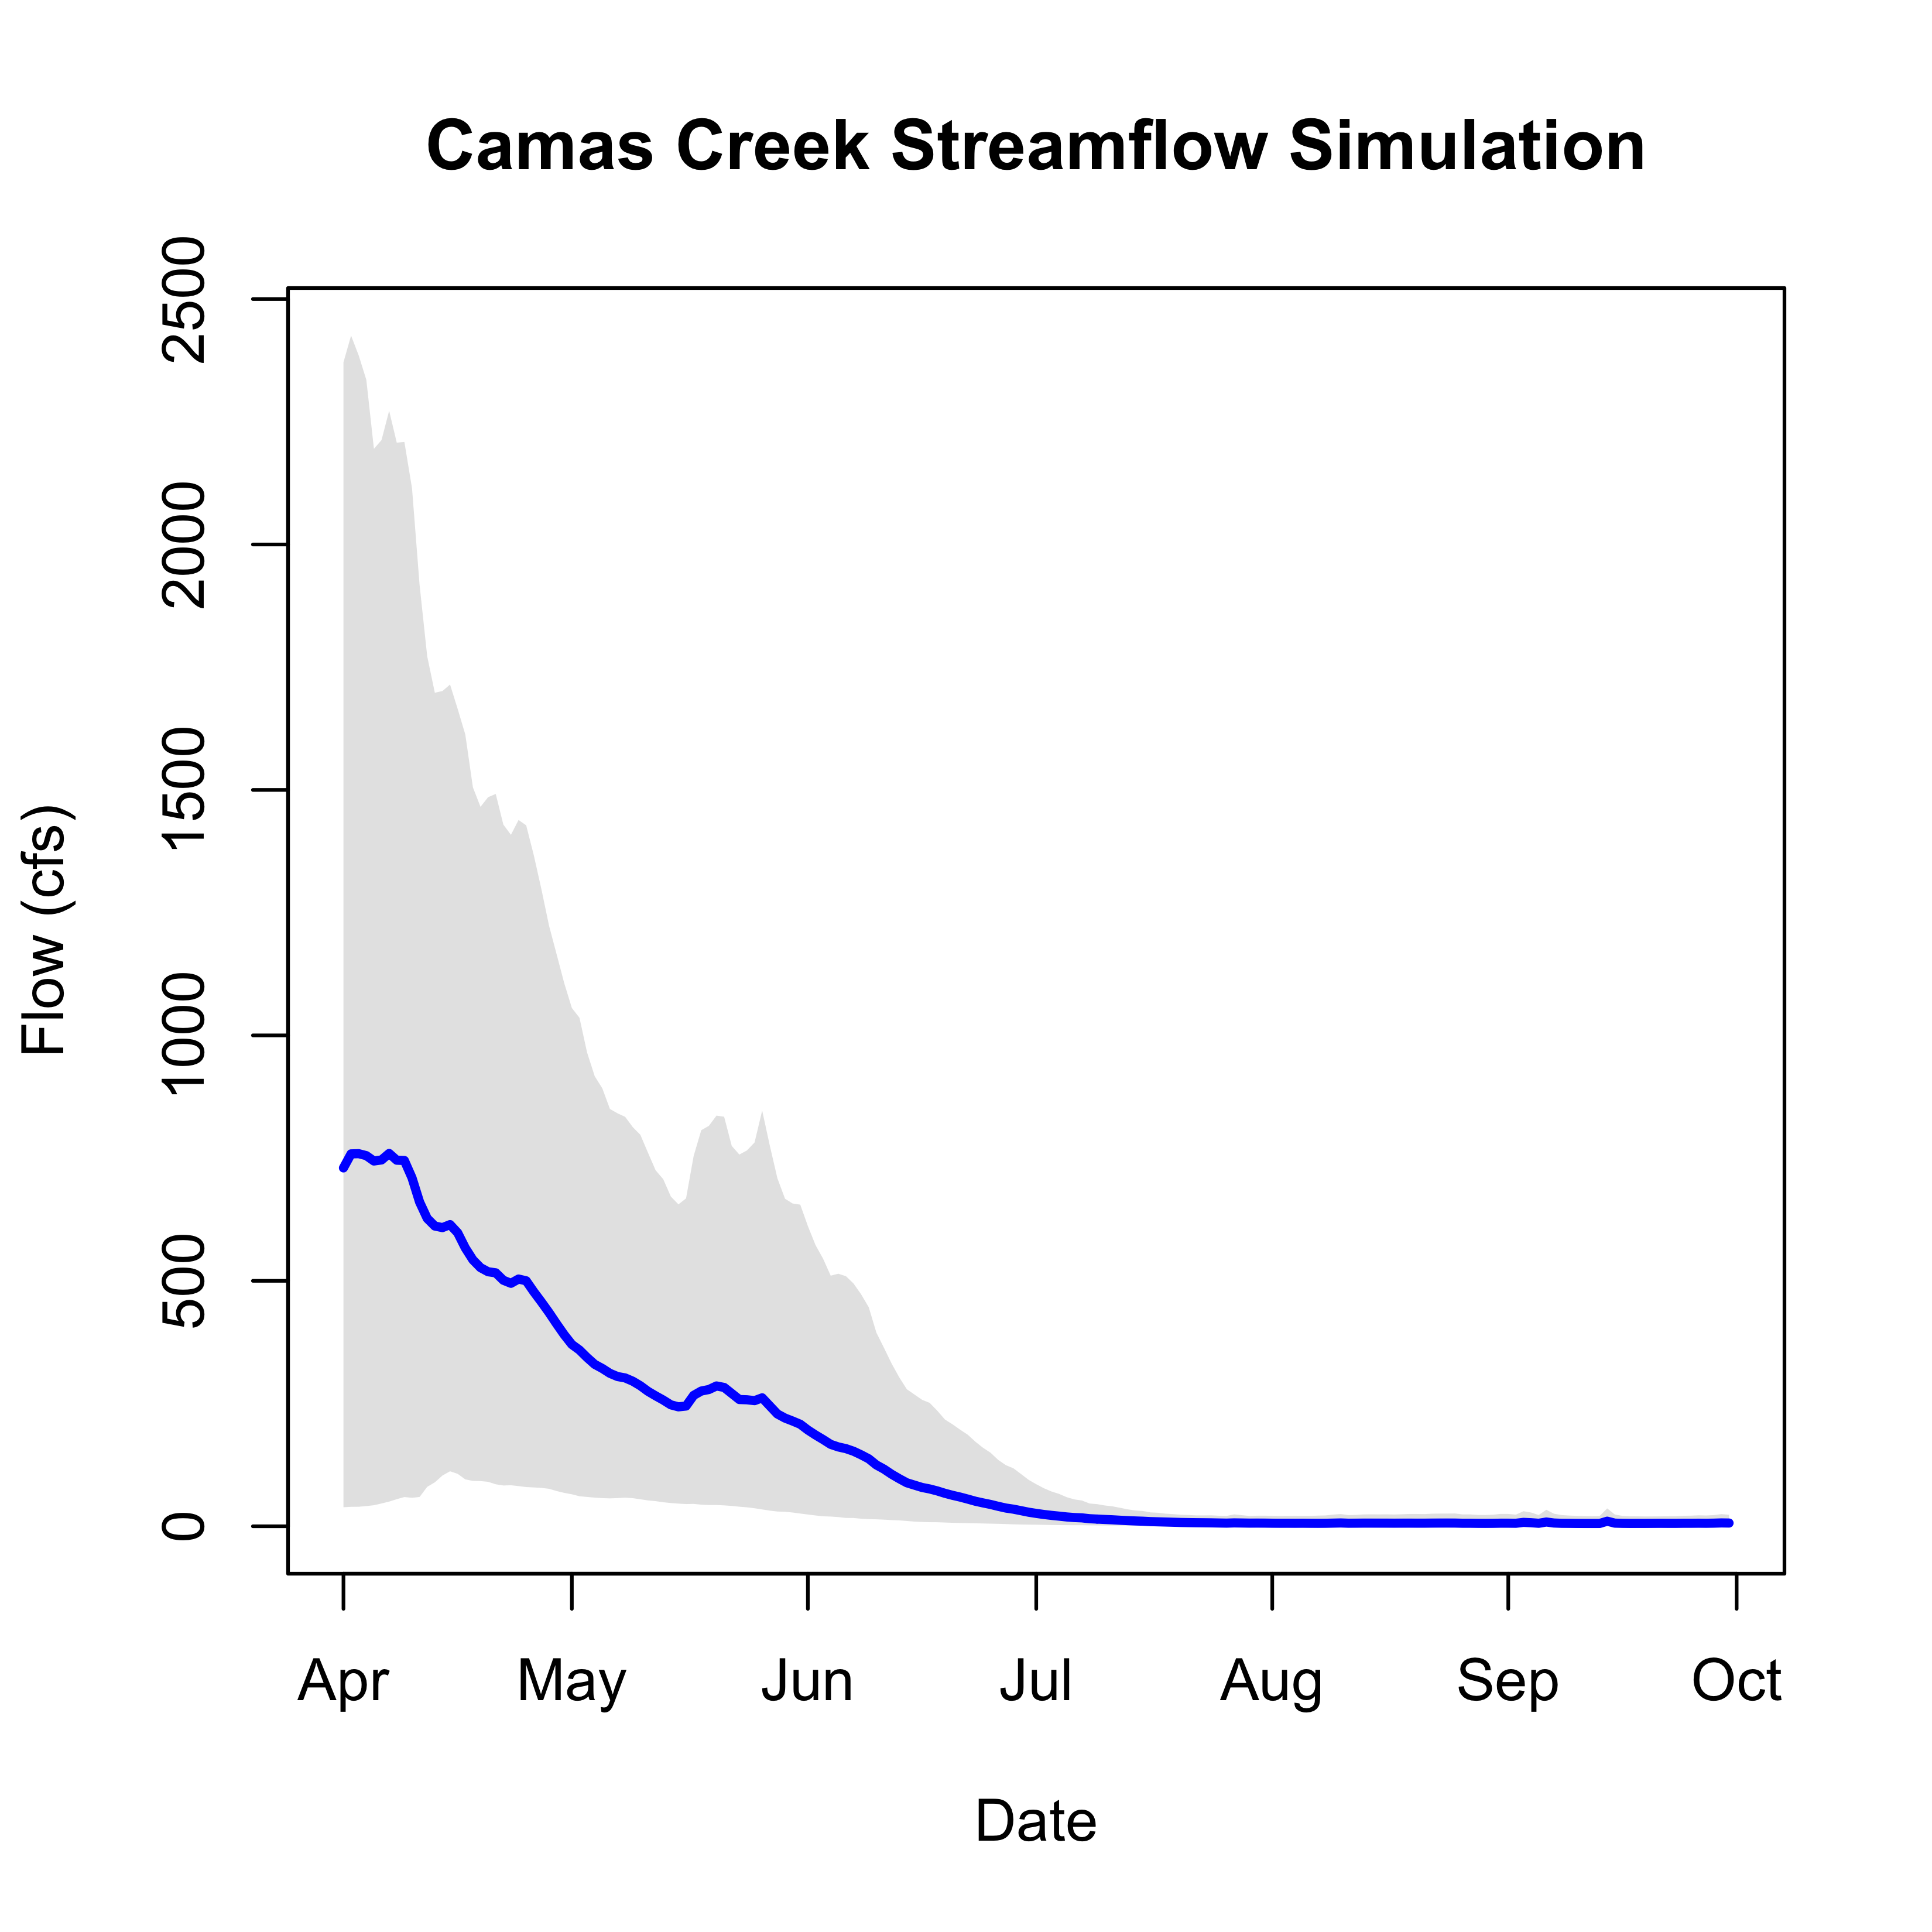 Camas Creek Streamflow Simulation
Flow (cfs)
2500
2000
1500
1000
500
0
Apr May Jun Jul Aug Sep Oct
Date